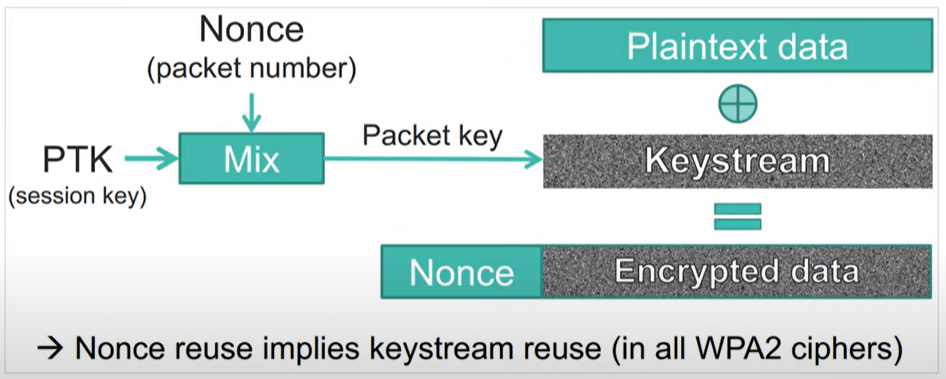 Nonce
(packet number)
Plaintext data
Packet key
PTK
Mix
Keystream
(session key)
Nonce
Encrypted data
→ Nonce reuse implies keystream reuse (in all WPA2 ciphers)